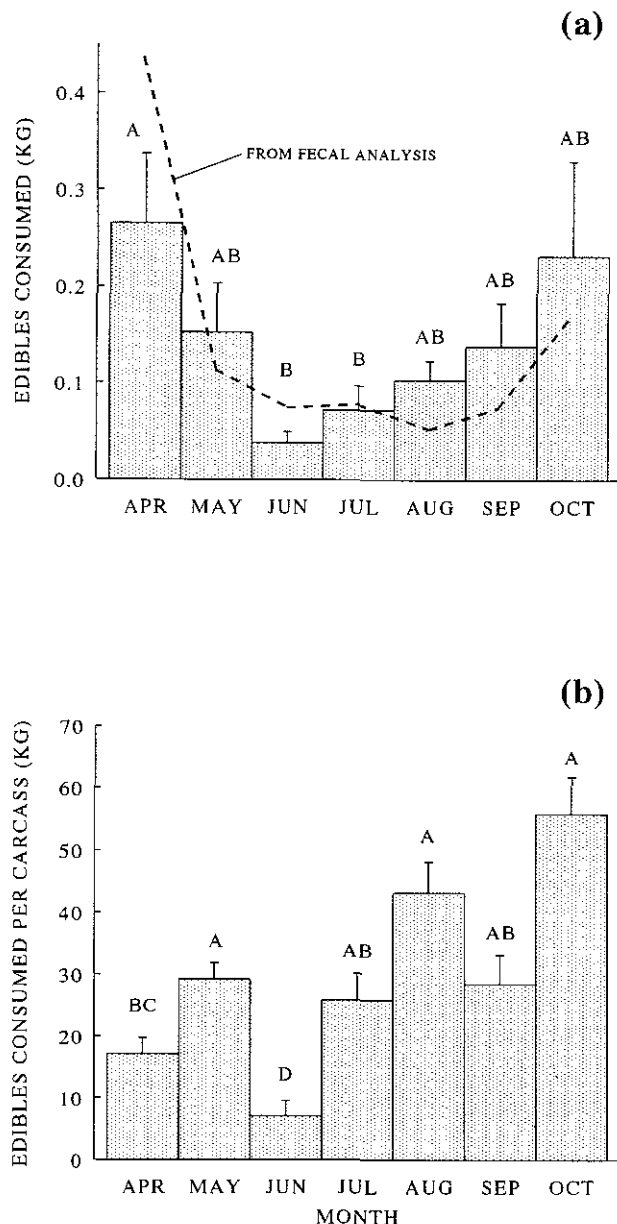 (a)
EDIBLES CONSUMED (KG)
0.4
0.3
0.2
0.1
0.0
FROM FECAL ANALYSIS
A
AB
B
B
AB
AB
AB
APR MAY JUN JUL AUG SEP OCT
(b)
EDIBLES CONSUMED PER CARCASS (KG)
70
60
50
40
30
20
10
0
BC
A
D
AB
A
AB
A
APR MAY JUN JUL AUG SEP OCT
MONTH